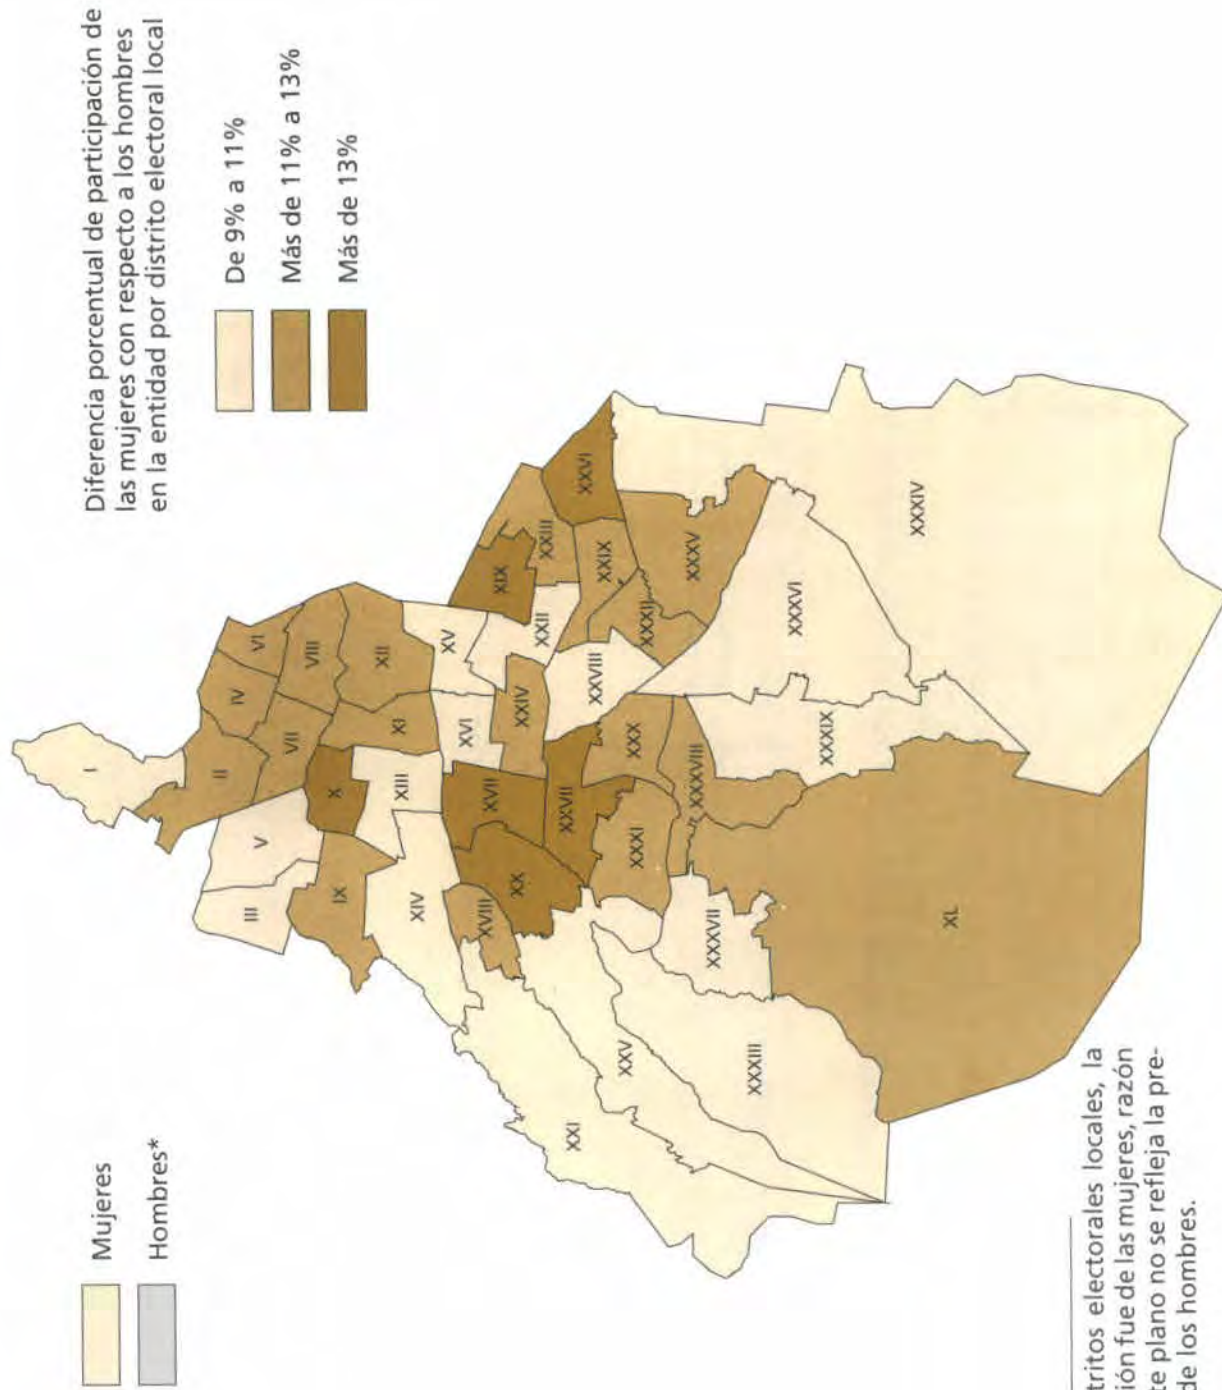 Mujeres
Hombres*
Diferencia porcentual de participación de
las mujeres con respecto a los hombres
en la entidad por distrito electoral local
De 9% a 11%
Más de 11% a 13%
Más de 13%
I
II
III
IV
V
VI
VII
VIII
IX
X
XI
XII
XIII
XIV
XV
XVI
XVII
XVIII
XIX
XX
XXI
XXII
XXIII
XXIV
XXV
XXVI
XXVII
XXVIII
XXIX
XXX
XXXI
XXXII
XXXIII
XXXIV
XXXV
XXXVI
XXXVII
XXXVIII
XXXIX
XL
tritos electorales locales, la
ión fue de las mujeres, razón
te plano no se refleja la pre-
de los hombres.